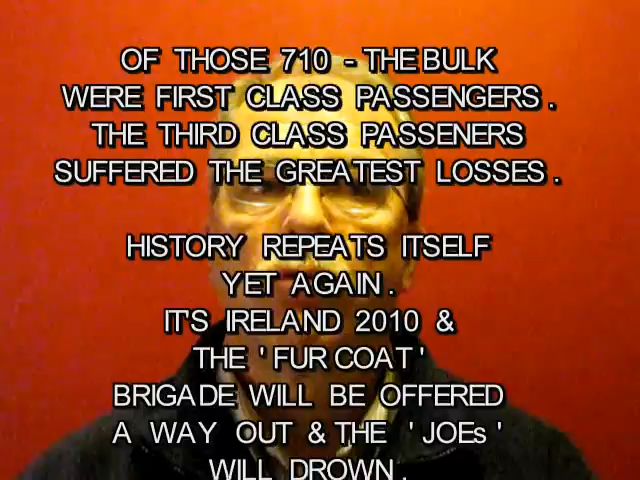 OF THOSE 710 - THE BULK
WERE FIRST CLASS PASSENGERS .
THE THIRD CLASS PASSENERS
SUFFERED THE GREATEST LOSSES .
HISTORY REPEATS ITSELF
YET AGAIN .
IT'S IRELAND 2010 &
THE ' FUR COAT '
BRIGADE WILL BE OFFERED
A WAY OUT & THE ' JOEs '
WILL DROWN .